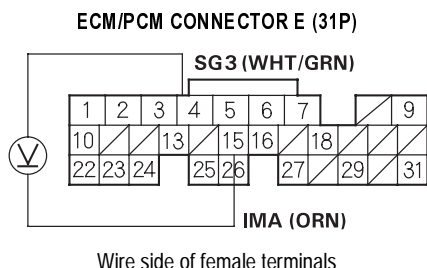 ECM/PCM CONNECTOR E (31P)
SG3 (WHT/GRN)
1 2 3 4 5 6 7 9
10 13 15 16 18
22 23 24 25 26 27 29 31
V
IMA (ORN)
Wire side of female terminals